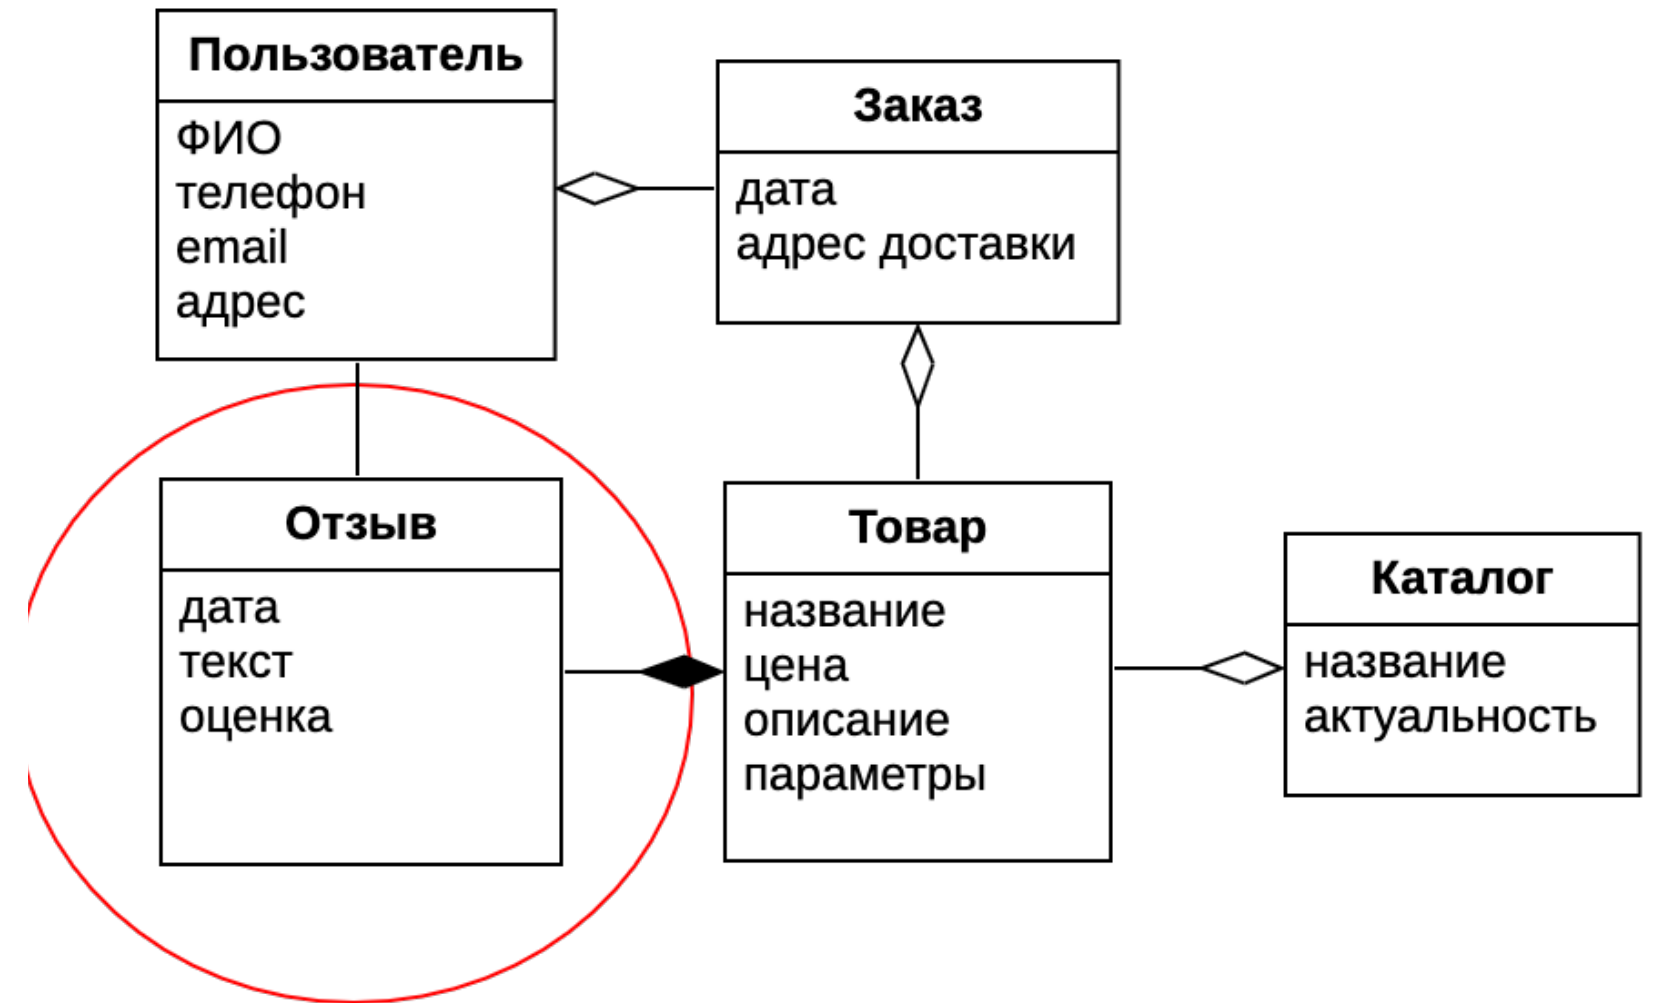 Пользователь
ФИО
телефон
email
адрес
Заказ
дата
адрес доставки
Отзыв
дата
текст
оценка
Товар
название
цена
описание
параметры
Каталог
название
актуальность